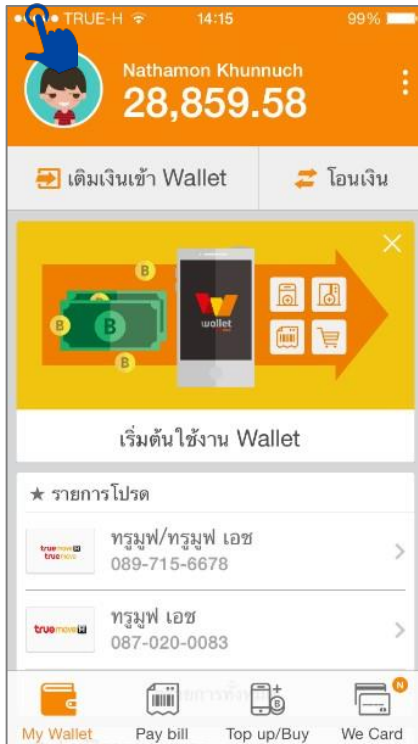 TRUE-H 14:15 99%
Nathamon Khunnuch
28,859.58
เติมเงินเข้า Wallet โอนเงิน
wallet
เริ่มต้นใช้งาน Wallet
★ รายการโปรด
truemove H
truemove
ทรูมูฟ/ทรูมูฟ เอช
089-715-6678
truemove H
ทรูมูฟ เอช
087-020-0083
My Wallet Pay bill Top up/Buy We Card
N